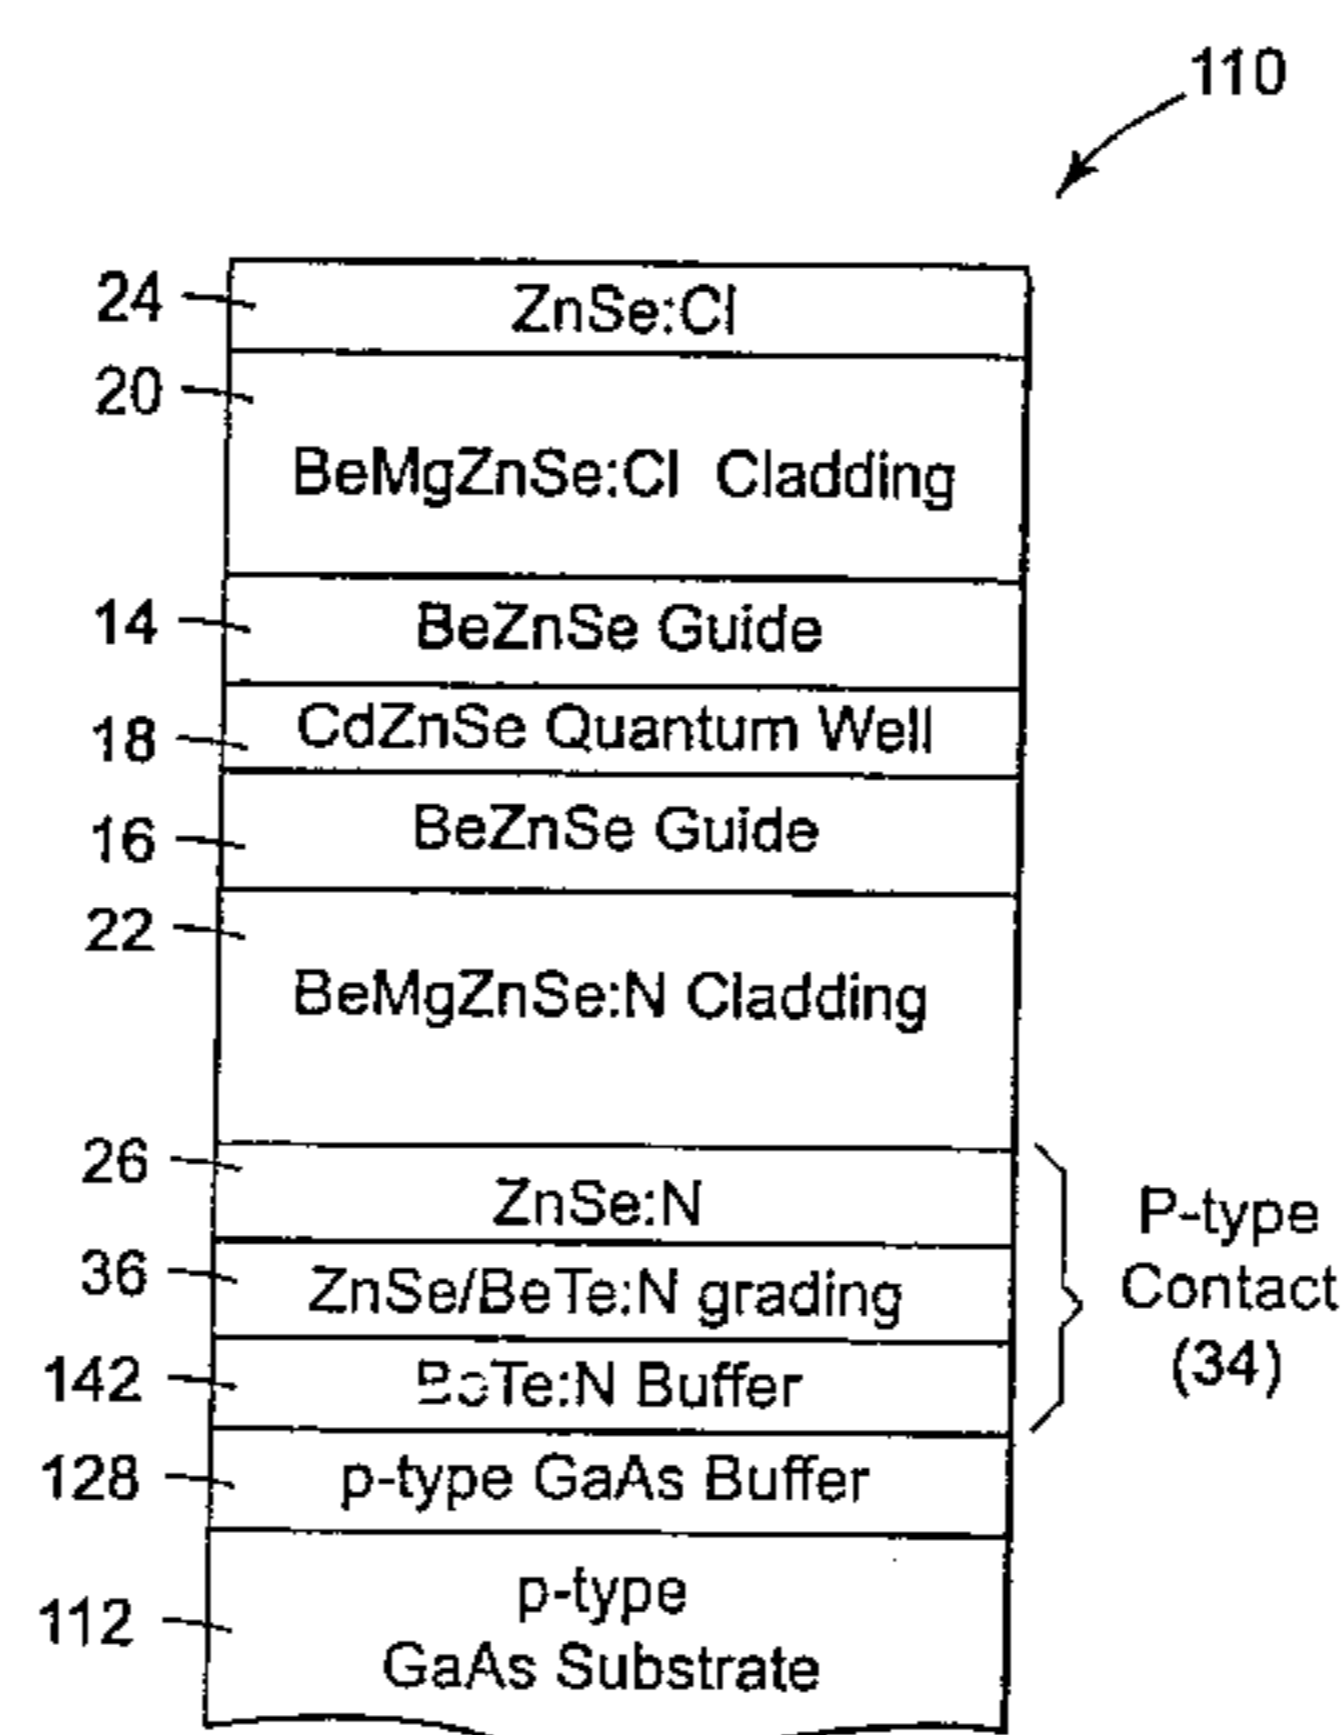 110
24 ZnSe:Cl
20 BeMgZnSe:Cl Cladding
14 BeZnSe Guide
18 CdZnSe Quantum Well
16 BeZnSe Guide
22 BeMgZnSe:N Cladding
26 ZnSe:N
36 ZnSe/BeTe:N grading
142 BeTe:N Buffer
128 p-type GaAs Buffer
112 p-type
GaAs Substrate
P-type
Contact
(34)